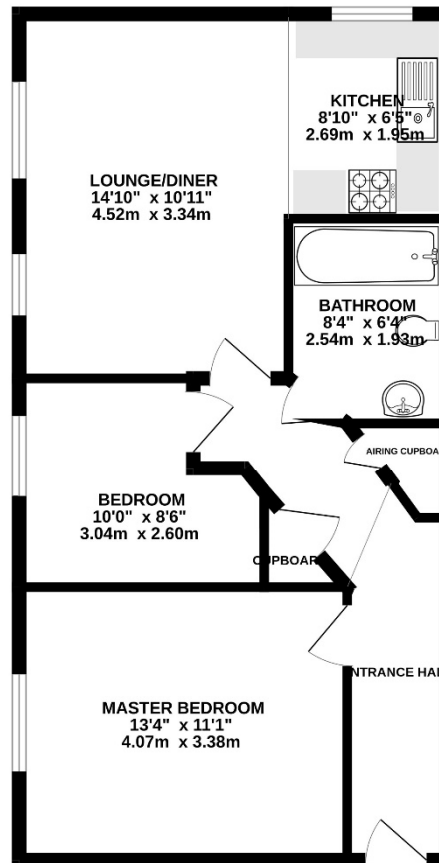 KITCHEN
8'10" x 6'5"
2.69m x 1.95m
LOUNGE/DINER
14'10" x 10'11"
4.52m x 3.34m
BATHROOM
8'4" x 6'4"
2.54m x 1.93m
AIRING CUPBOA
BEDROOM
10'0" x 8'6"
3.04m x 2.60m
CUPBOAR
NTRANCE HAL
MASTER BEDROOM
13'4" x 11'1"
4.07m x 3.38m